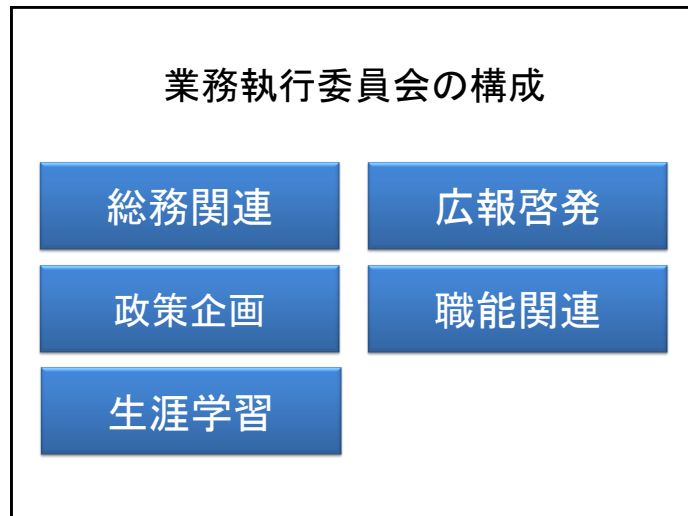 業務執行委員会の構成
総務関連
広報啓発
政策企画
職能関連
生涯学習